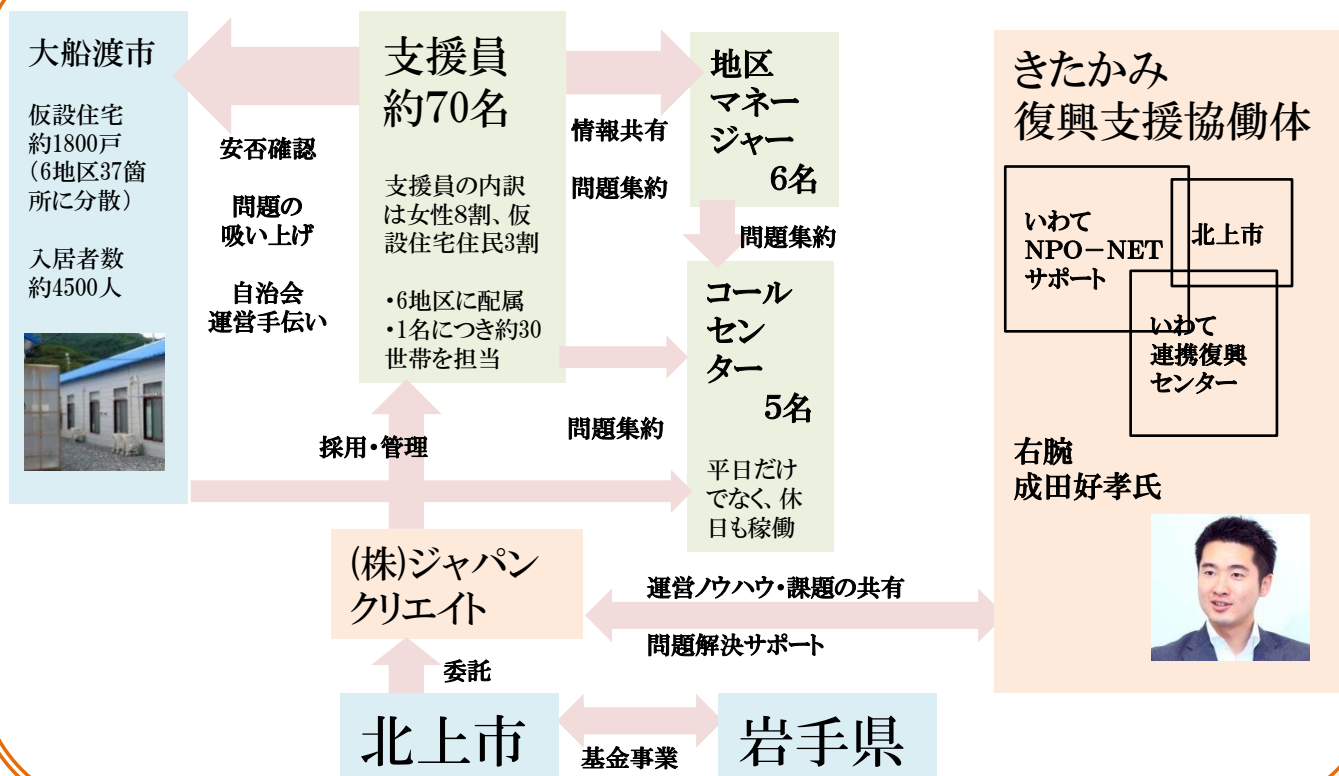 大船渡市
仮設住宅
約1800戸
（6地区37箇
所に分散）
入居者数
約4500人
安否確認
問題の
吸い上げ
自治会
運営手伝い
支援員
約70名
支援員の内訳
は女性8割、仮
設住宅住民3割
・6地区に配属
・1名につき約30
世帯を担当
情報共有
問題集約
地区
マネー
ジャー
6名
問題集約
コール
セン
ター
5名
平日だけ
でなく、休
日も稼働
問題集約
採用・管理
(株)ジャパン
クリエイト
委託
北上市
基金事業
岩手県
運営ノウハウ・課題の共有
問題解決サポート
きたかみ
復興支援協働体
いわて
NPO－NET
サポート
北上市
いわて
連携復興
センター
右腕
成田好孝氏